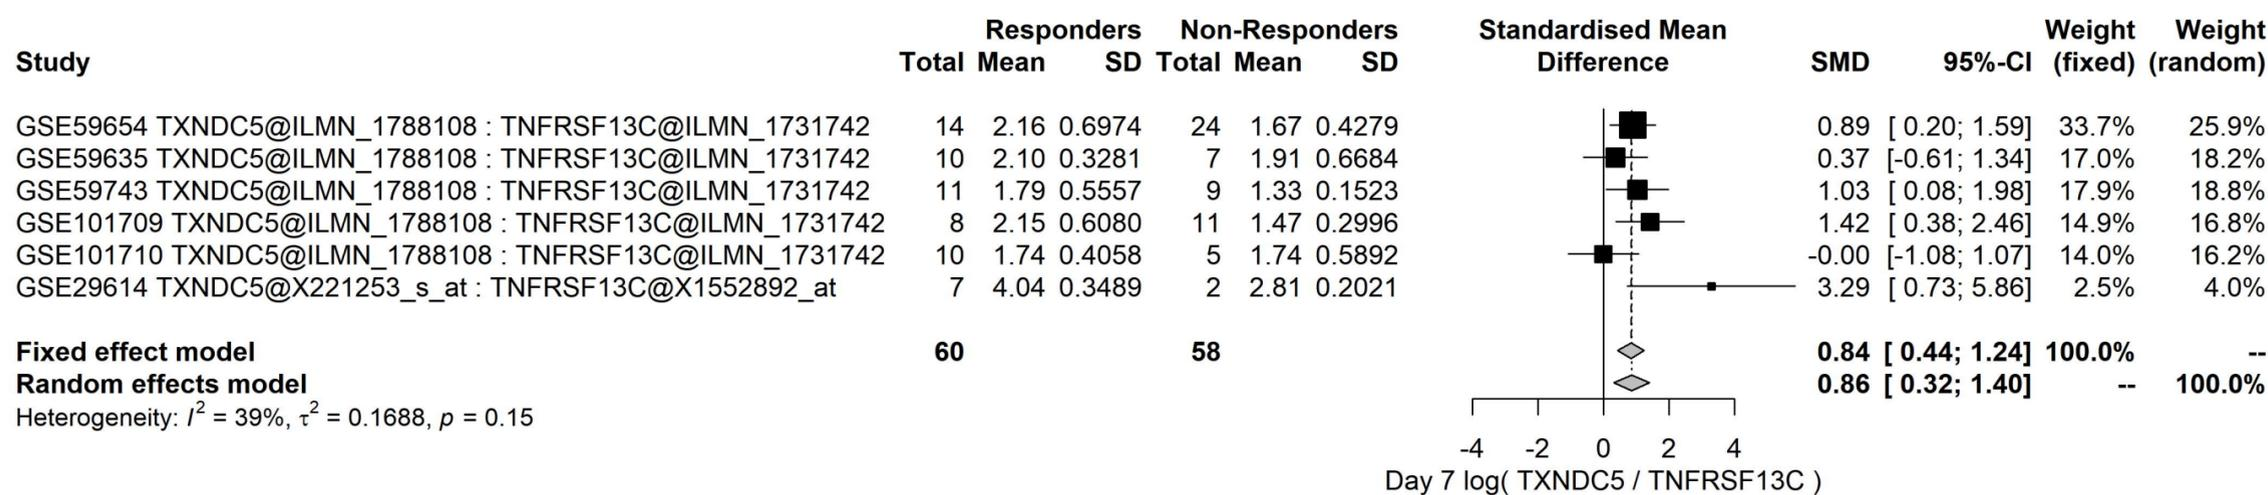 Responders Non-Responders Standardised Mean Weight Weight
Study Total Mean SD Total Mean SD Difference SMD 95%-CI (fixed) (random)
GSE59654 TXNDC5@ILMN_1788108 : TNFRSF13C@ILMN_1731742 14 2.16 0.6974 24 1.67 0.4279 0.89 [ 0.20; 1.59] 33.7% 25.9%
GSE59635 TXNDC5@ILMN_1788108 : TNFRSF13C@ILMN_1731742 10 2.10 0.3281 7 1.91 0.6684 0.37 [-0.61; 1.34] 17.0% 18.2%
GSE59743 TXNDC5@ILMN_1788108 : TNFRSF13C@ILMN_1731742 11 1.79 0.5557 9 1.33 0.1523 1.03 [ 0.08; 1.98] 17.9% 18.8%
GSE101709 TXNDC5@ILMN_1788108 : TNFRSF13C@ILMN_1731742 8 2.15 0.6080 11 1.47 0.2996 1.42 [ 0.38; 2.46] 14.9% 16.8%
GSE101710 TXNDC5@ILMN_1788108 : TNFRSF13C@ILMN_1731742 10 1.74 0.4058 5 1.74 0.5892 -0.00 [-1.08; 1.07] 14.0% 16.2%
GSE29614 TXNDC5@X221253_s_at : TNFRSF13C@X1552892_at 7 4.04 0.3489 2 2.81 0.2021 3.29 [ 0.73; 5.86] 2.5% 4.0%
Fixed effect model 60 58 0.84 [ 0.44; 1.24] 100.0% --
Random effects model 0.86 [ 0.32; 1.40] -- 100.0%
Heterogeneity: I² = 39%, τ² = 0.1688, p = 0.15
-4 -2 0 2 4
Day 7 log( TXNDC5 / TNFRSF13C )